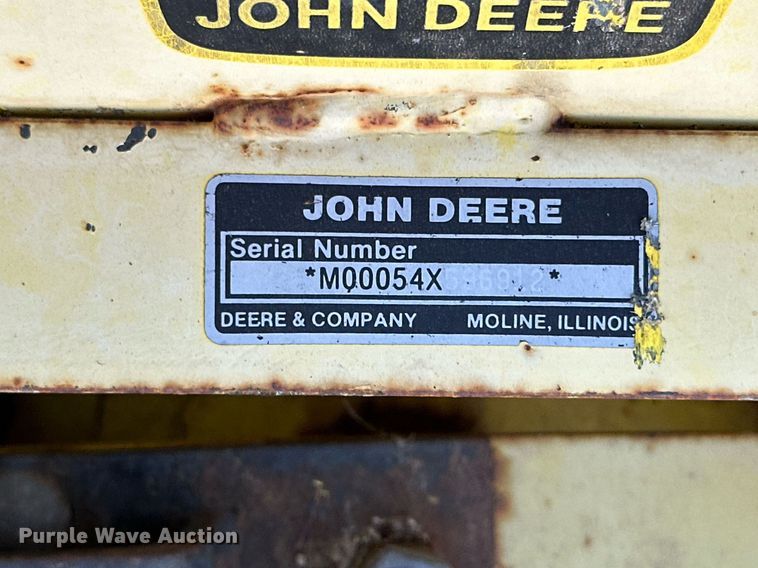 JOHN DEERE
JOHN DEERE
Serial Number
*M00054X
DEERE & COMPANY MOLINE, ILLINOIS
Purple Wave Auction